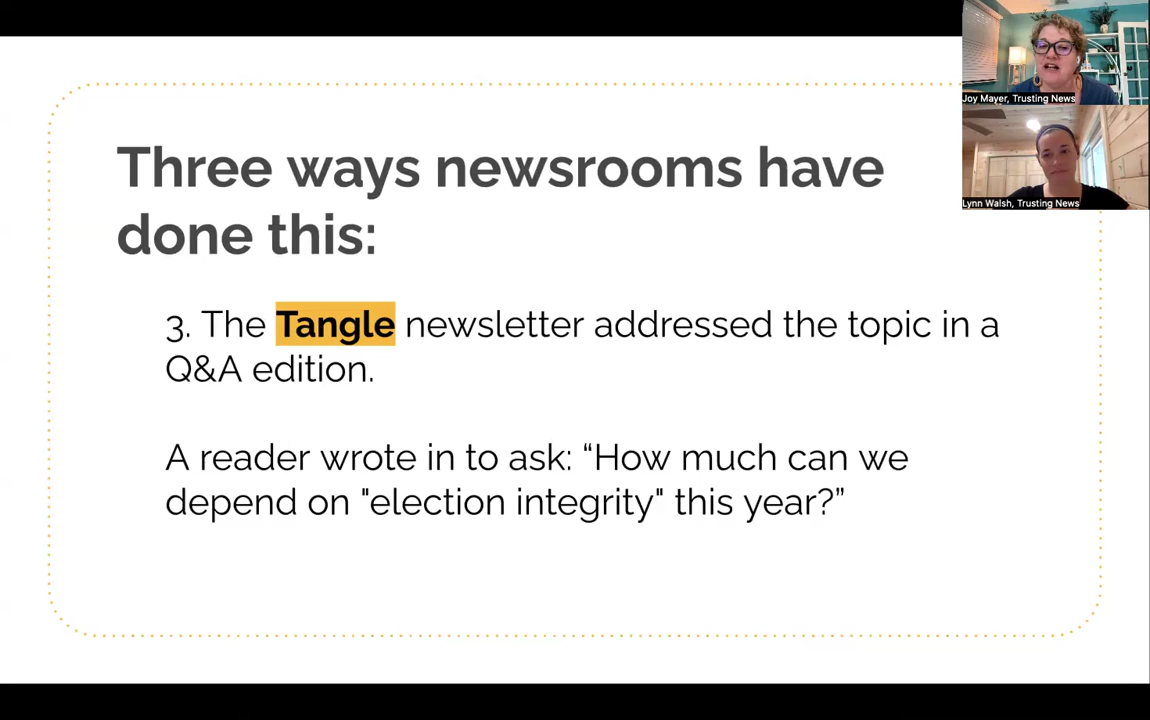 Three ways newsrooms have
done this:
3. The Tangle newsletter addressed the topic in a
Q&A edition.
A reader wrote in to ask: “How much can we
depend on "election integrity" this year?”
Joy Mayer, Trusting News
Lynn Walsh, Trusting News